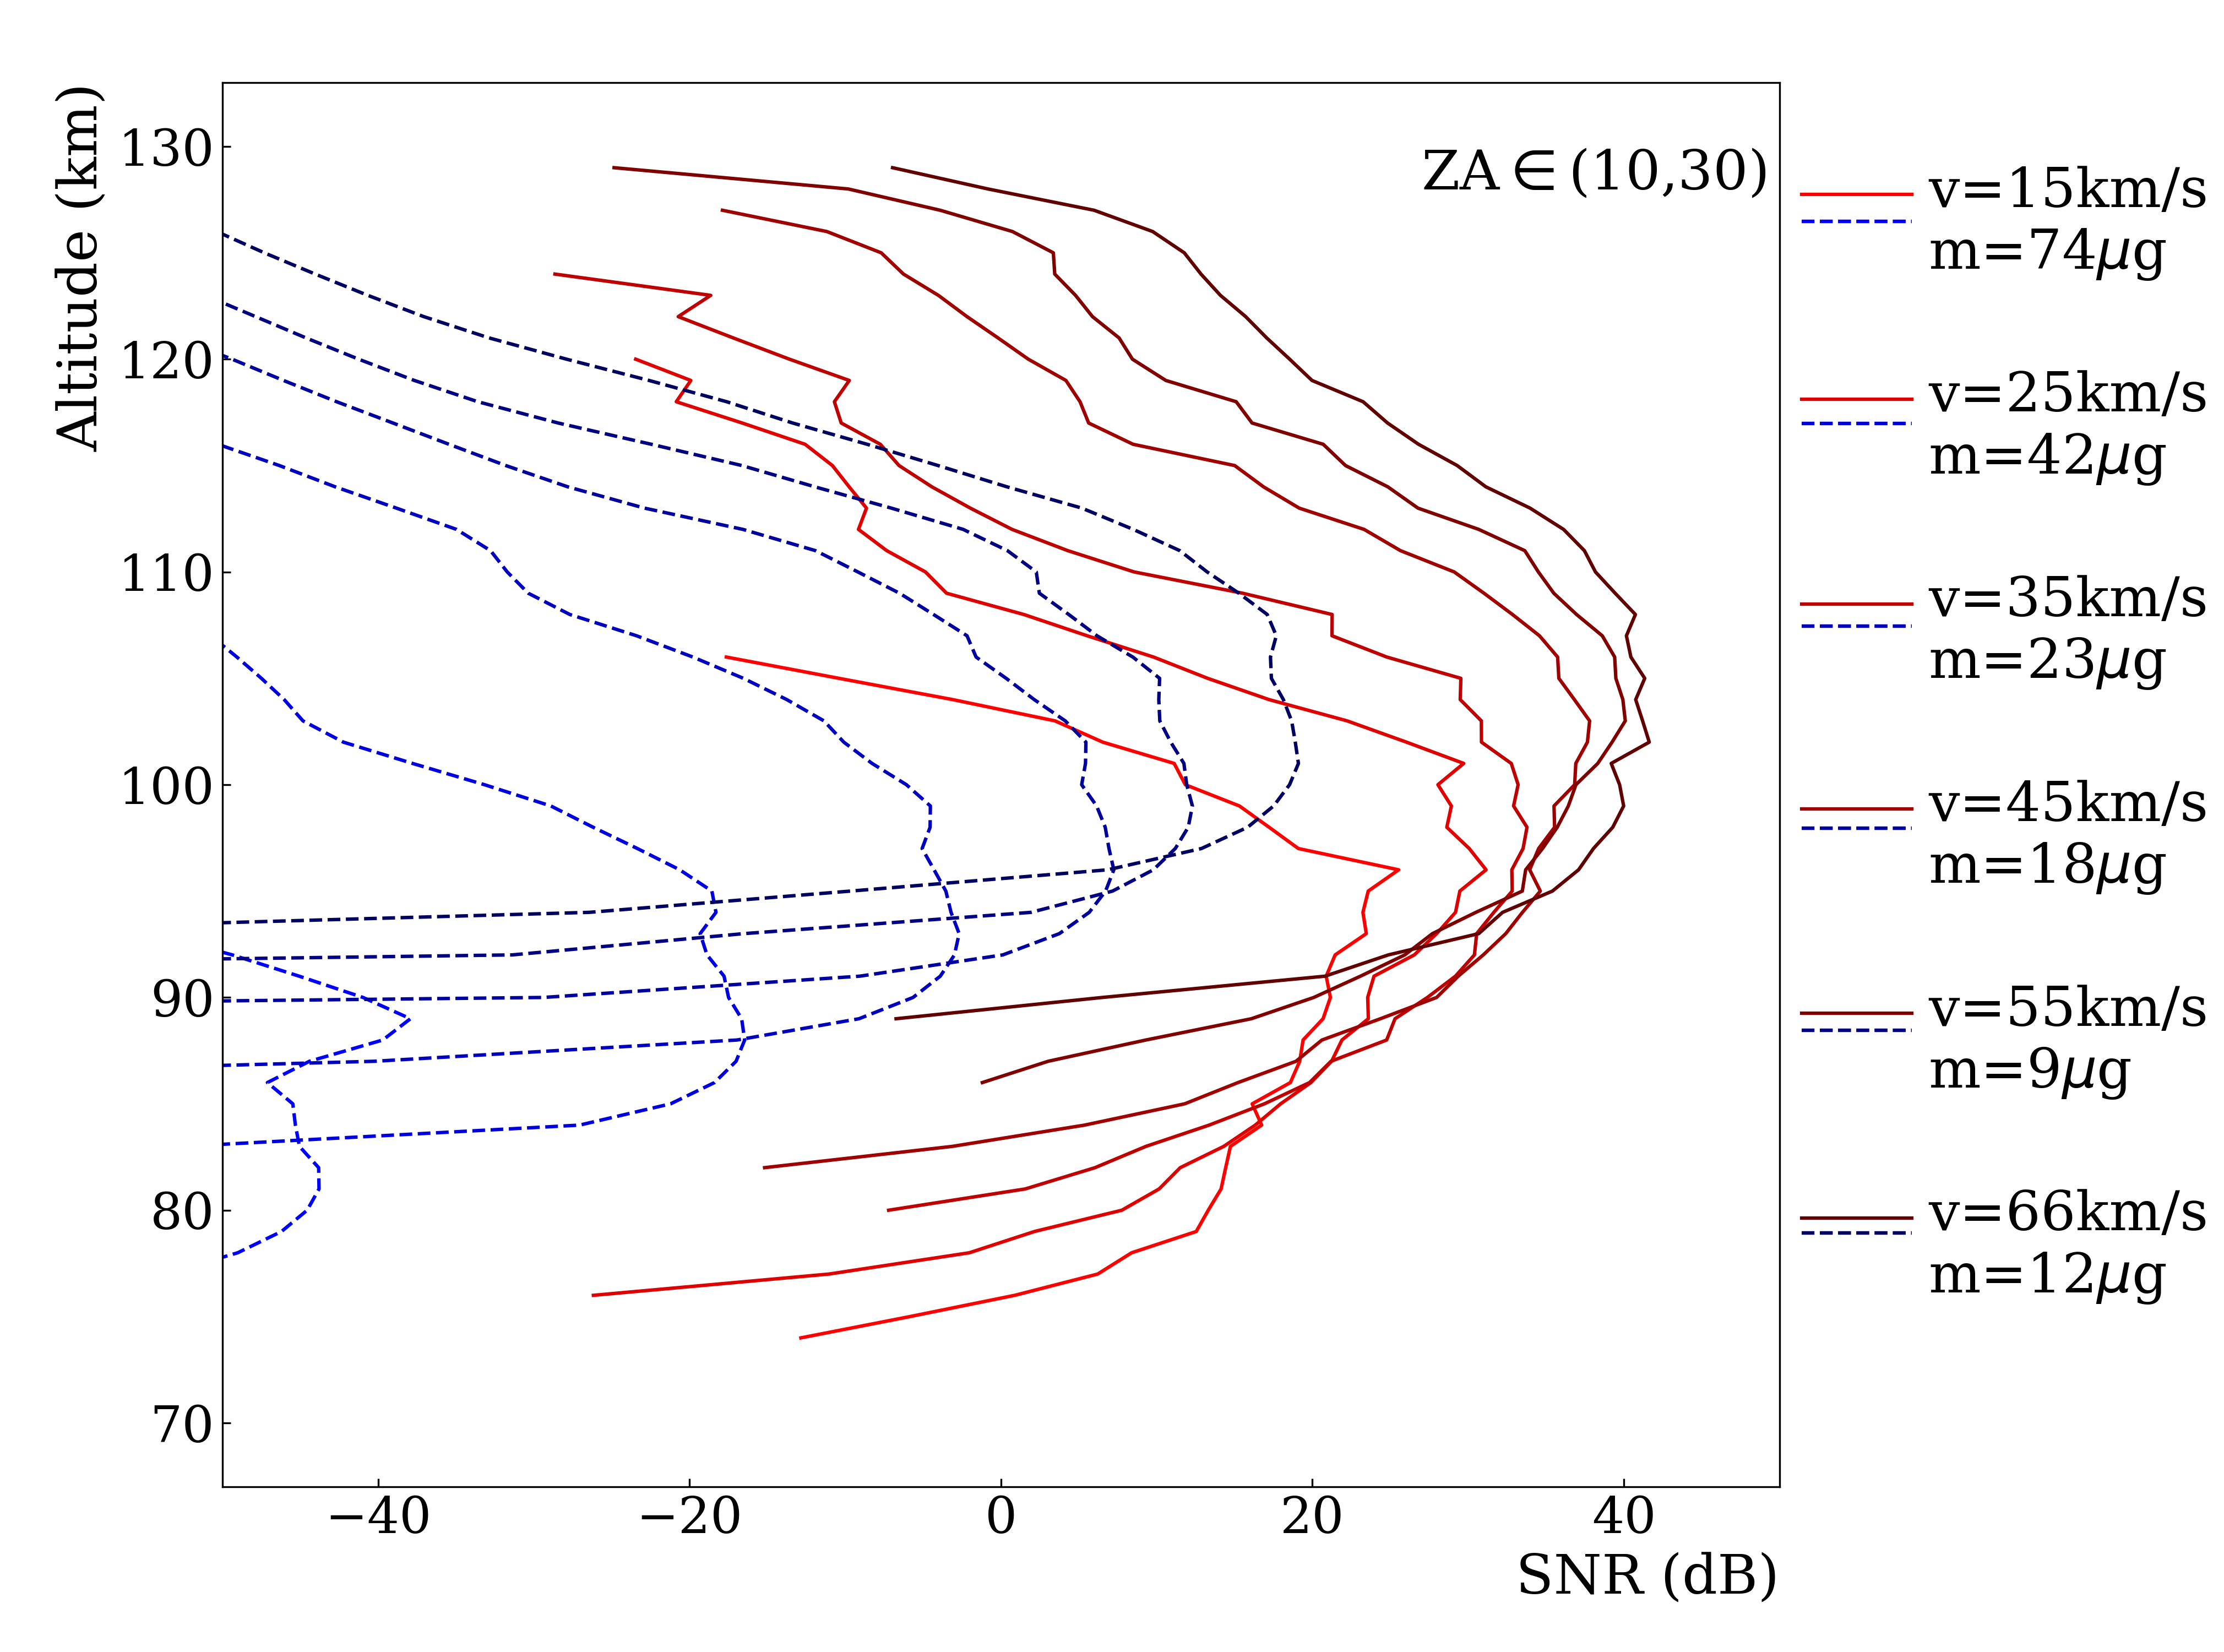 Altitude (km)
130
120
110
100
90
80
70
−40
−20
0
20
40
SNR (dB)
ZA ∈ (10,30)
v=15km/s
m=74μg
v=25km/s
m=42μg
v=35km/s
m=23μg
v=45km/s
m=18μg
v=55km/s
m=9μg
v=66km/s
m=12μg